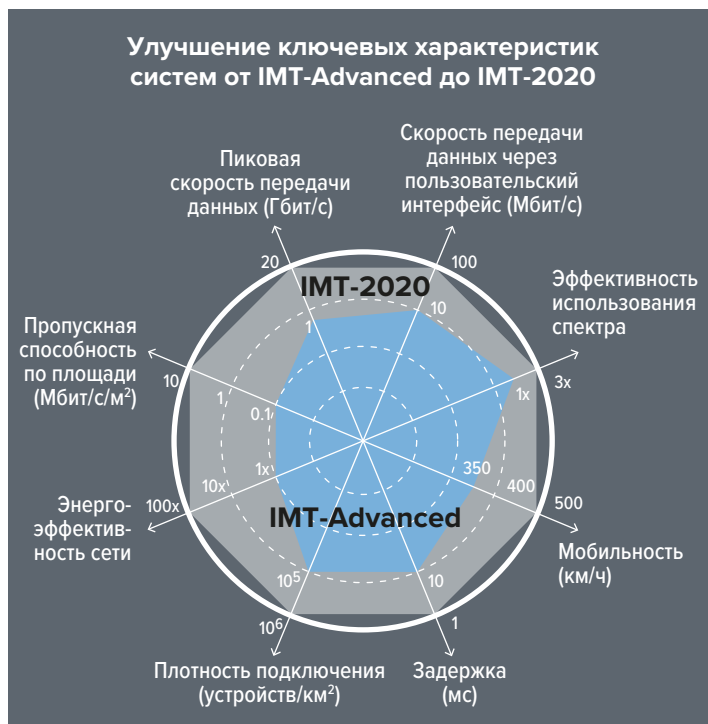 Улучшение ключевых характеристик
систем от IMT-Advanced до IMT-2020
Скорость передачи
данных через
пользовательский
интерфейс (Мбит/с)
Пиковая
скорость передачи
данных (Гбит/с)
20
100
Эффективность
использования
спектра
IMT-2020
10
1
Пропускная
способность
по площади
(Мбит/с/м²)
10
1
0.1
1x
3x
1x
350
10x
400
100x
500
Энерго-
эффектив-
ность сети
IMT-Advanced
Мобильность
(км/ч)
10⁵
10
10⁶
1
Плотность подключения
(устройств/км²)
Задержка
(мс)